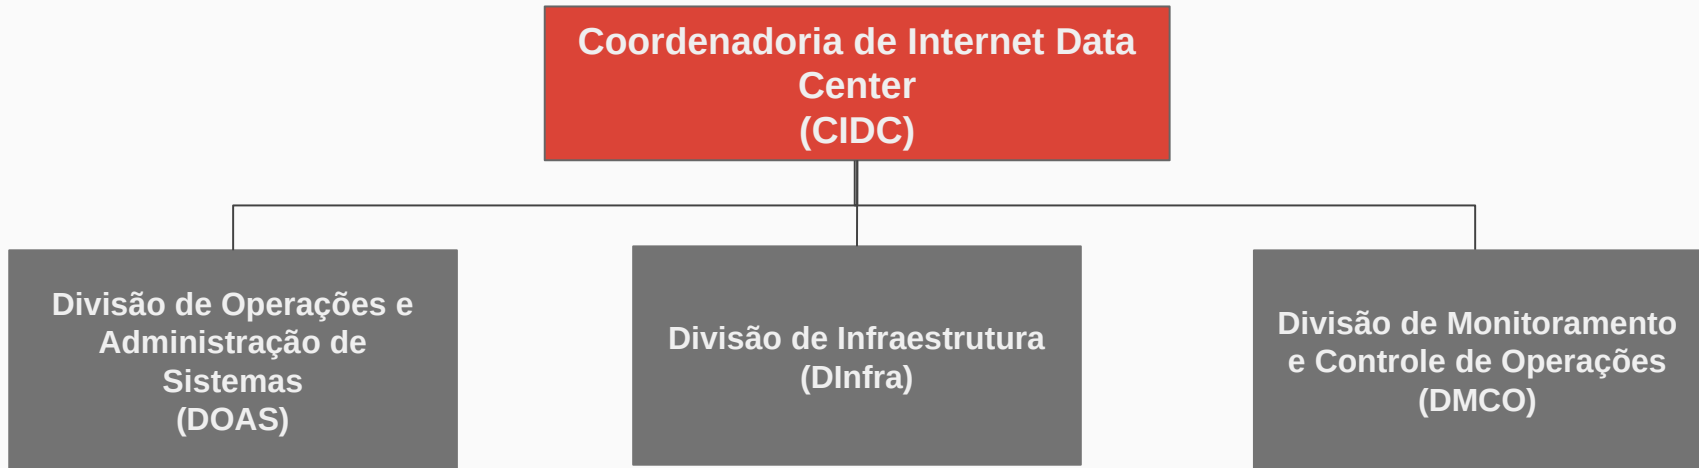 Coordenadoria de Internet Data
Center
(CIDC)
Divisão de Operações e
Administração de
Sistemas
(DOAS)
Divisão de Infraestrutura
(DInfra)
Divisão de Monitoramento
e Controle de Operações
(DMCO)